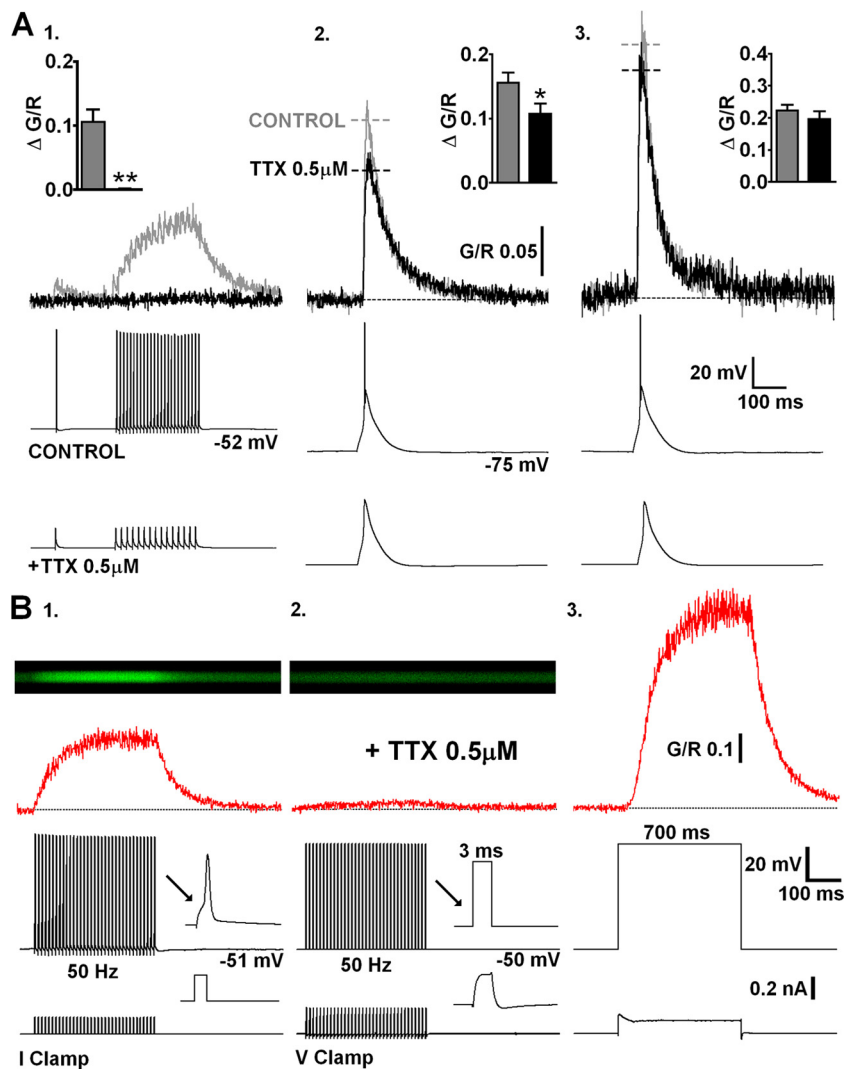 A
1.
2.
3.
Δ G/R
0.2
0.1
0.0
**
CONTROL
TTX 0.5μM
Δ G/R
0.2
0.1
0.0
*
G/R 0.05
Δ G/R
0.4
0.3
0.2
0.1
0.0
CONTROL
-52 mV
-75 mV
20 mV
100 ms
+TTX 0.5μM
B
1.
2.
3.
+ TTX 0.5μM
G/R 0.1
50 Hz
-51 mV
3 ms
50 Hz
-50 mV
700 ms
20 mV
100 ms
0.2 nA
I Clamp
V Clamp